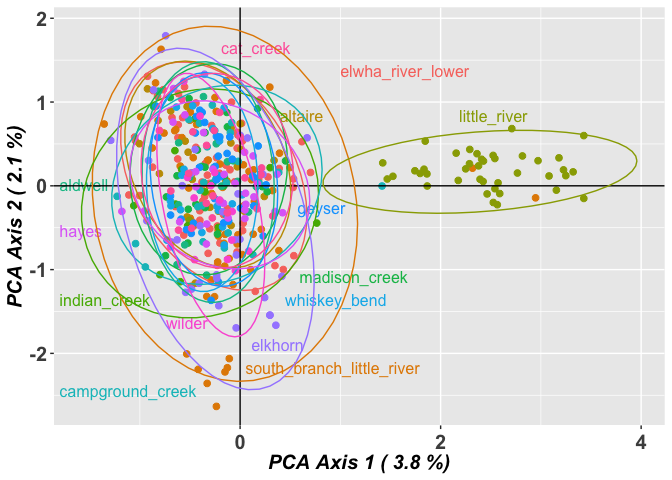 2
cat_creek
elwha_river_lower
1
altaire
little_river
PCA Axis 2 ( 2.1 %)
aldwell
0
geyser
hayes
-1
madison_creek
indian_creek
whiskey_bend
wilder
elkhorn
-2
south_branch_little_river
campground_creek
0
2
4
PCA Axis 1 ( 3.8 %)